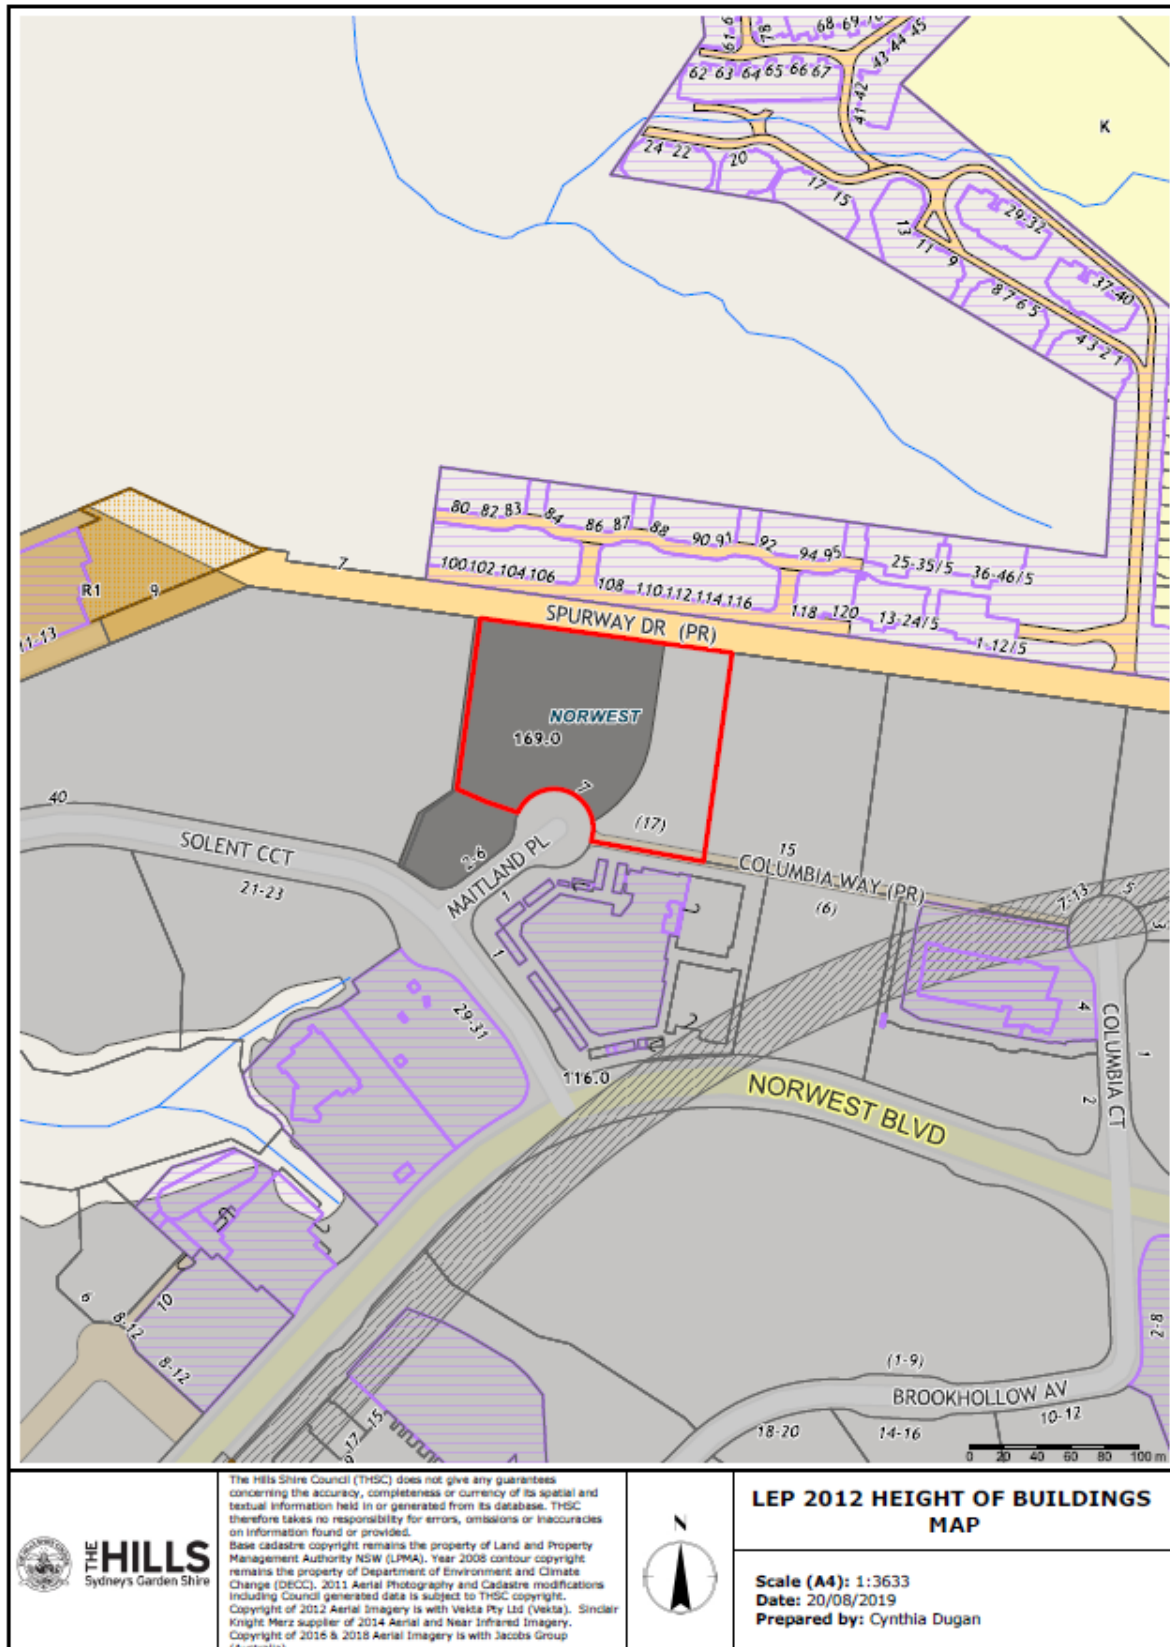 61-6
78
68 69 70
43-44-45
62 63 64 65 66 67
41-42
K
24 22
20
17-15
29-32
13 11 9
37-40
8 7 6 5
4 3 2 1
80 82 83
84
86 87
88
90 91
92
94 95
25-35/5
36-46/5
7
100 102 104 106
108 110 112 114 116
118 120
13-24/5
1-12/5
R1
9
11-13
SPURWAY DR (PR)
NORWEST
169.0
7
40
SOLENT CCT
(17)
21-23
2-6
MAITLAND PL
15
COLUMBIA WAY (PR)
(6)
7-13
5
3
1
1
2
2
2
29-31
4
COLUMBIA CT
1
2
116.0
NORWEST BLVD
6
8-12
10
8-12
2-8
(1-9)
BROOKHOLLOW AV
9-17
15
18-20
14-16
10-12
0 20 40 60 80 100 m
THE HILLS
Sydney's Garden Shire
The Hills Shire Council (THSC) does not give any guarantees
concerning the accuracy, completeness or currency of its spatial and
textual information held in or generated from its database. THSC
therefore takes no responsibility for errors, omissions or inaccuracies
on information found or provided.
Base cadastre copyright remains the property of Land and Property
Management Authority NSW (LPMA). Year 2008 contour copyright
remains the property of Department of Environment and Climate
Change (DECC). 2011 Aerial Photography and Cadastre modifications
including Council generated data is subject to THSC copyright.
Copyright of 2012 Aerial Imagery is with Vekta Pty Ltd (Vekta). Sinclair
Knight Merz supplier of 2014 Aerial and Near Infrared Imagery.
Copyright of 2016 & 2018 Aerial Imagery is with Jacobs Group
(Australia)
N
LEP 2012 HEIGHT OF BUILDINGS
MAP
Scale (A4): 1:3633
Date: 20/08/2019
Prepared by: Cynthia Dugan